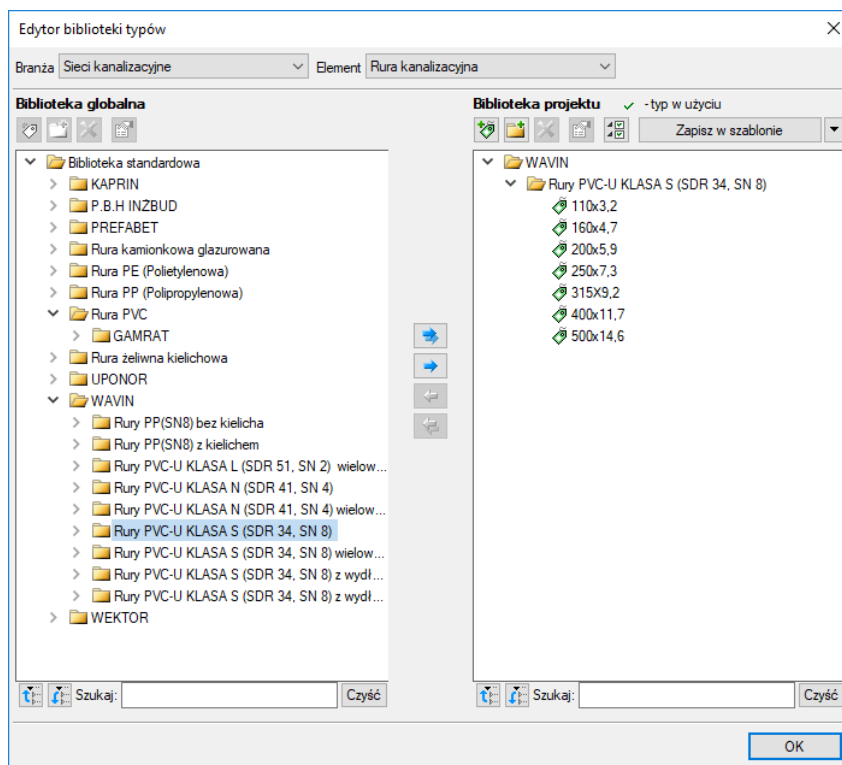 Edytor biblioteki typów
Branża Sieci kanalizacyjne Element Rura kanalizacyjna
Biblioteka globalna
Biblioteka standardowa
KAPRIN
P.B.H INŻBUD
PREFABET
Rura kamionkowa glazurowana
Rura PE (Polietylenowa)
Rura PP (Polipropylenowa)
Rura PVC
GAMRAT
Rura żeliwna kielichowa
UPONOR
WAVIN
Rury PP(SN8) bez kielicha
Rury PP(SN8) z kielichem
Rury PVC-U KLASA L (SDR 51, SN 2) wielow...
Rury PVC-U KLASA N (SDR 41, SN 4)
Rury PVC-U KLASA N (SDR 41, SN 4) wielow...
Rury PVC-U KLASA S (SDR 34, SN 8)
Rury PVC-U KLASA S (SDR 34, SN 8) wielow...
Rury PVC-U KLASA S (SDR 34, SN 8) z wydł...
Rury PVC-U KLASA S (SDR 34, SN 8) z wydł...
WEKTOR
Szukaj: Czyść
Biblioteka projektu - typ w użyciu
Zapisz w szablonie
WAVIN
Rury PVC-U KLASA S (SDR 34, SN 8)
110x3,2
160x4,7
200x5,9
250x7,3
315X9,2
400x11,7
500x14,6
Szukaj: Czyść
OK